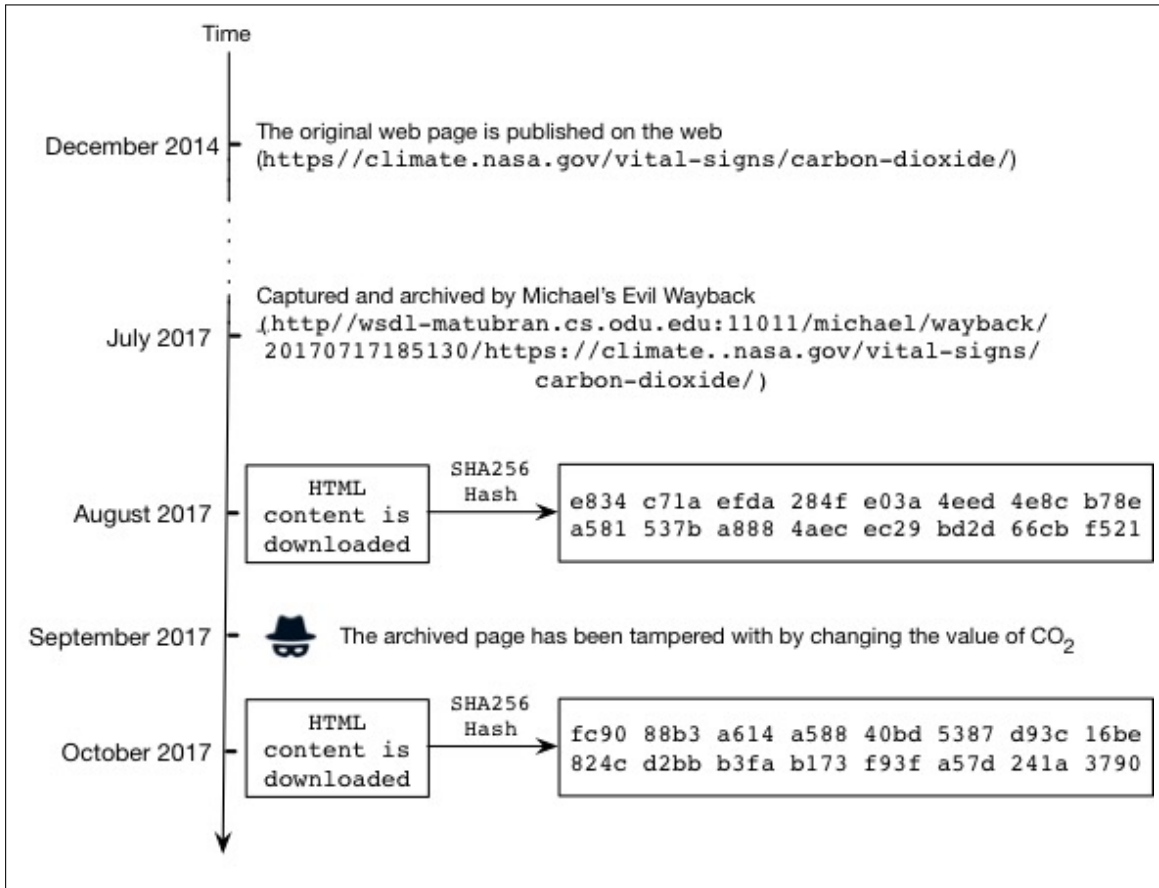 Time
December 2014
The original web page is published on the web
(https//climate.nasa.gov/vital-signs/carbon-dioxide/)
July 2017
Captured and archived by Michael's Evil Wayback
(http//wsdl-matubran.cs.odu.edu:11011/michael/wayback/
20170717185130/https://climate..nasa.gov/vital-signs/
carbon-dioxide/)
August 2017
HTML
content is
downloaded
SHA256
Hash
e834 c71a efda 284f e03a 4eed 4e8c b78e
a581 537b a888 4aec ec29 bd2d 66cb f521
September 2017
The archived page has been tampered with by changing the value of CO2
October 2017
HTML
content is
downloaded
SHA256
Hash
fc90 88b3 a614 a588 40bd 5387 d93c 16be
824c d2bb b3fa b173 f93f a57d 241a 3790